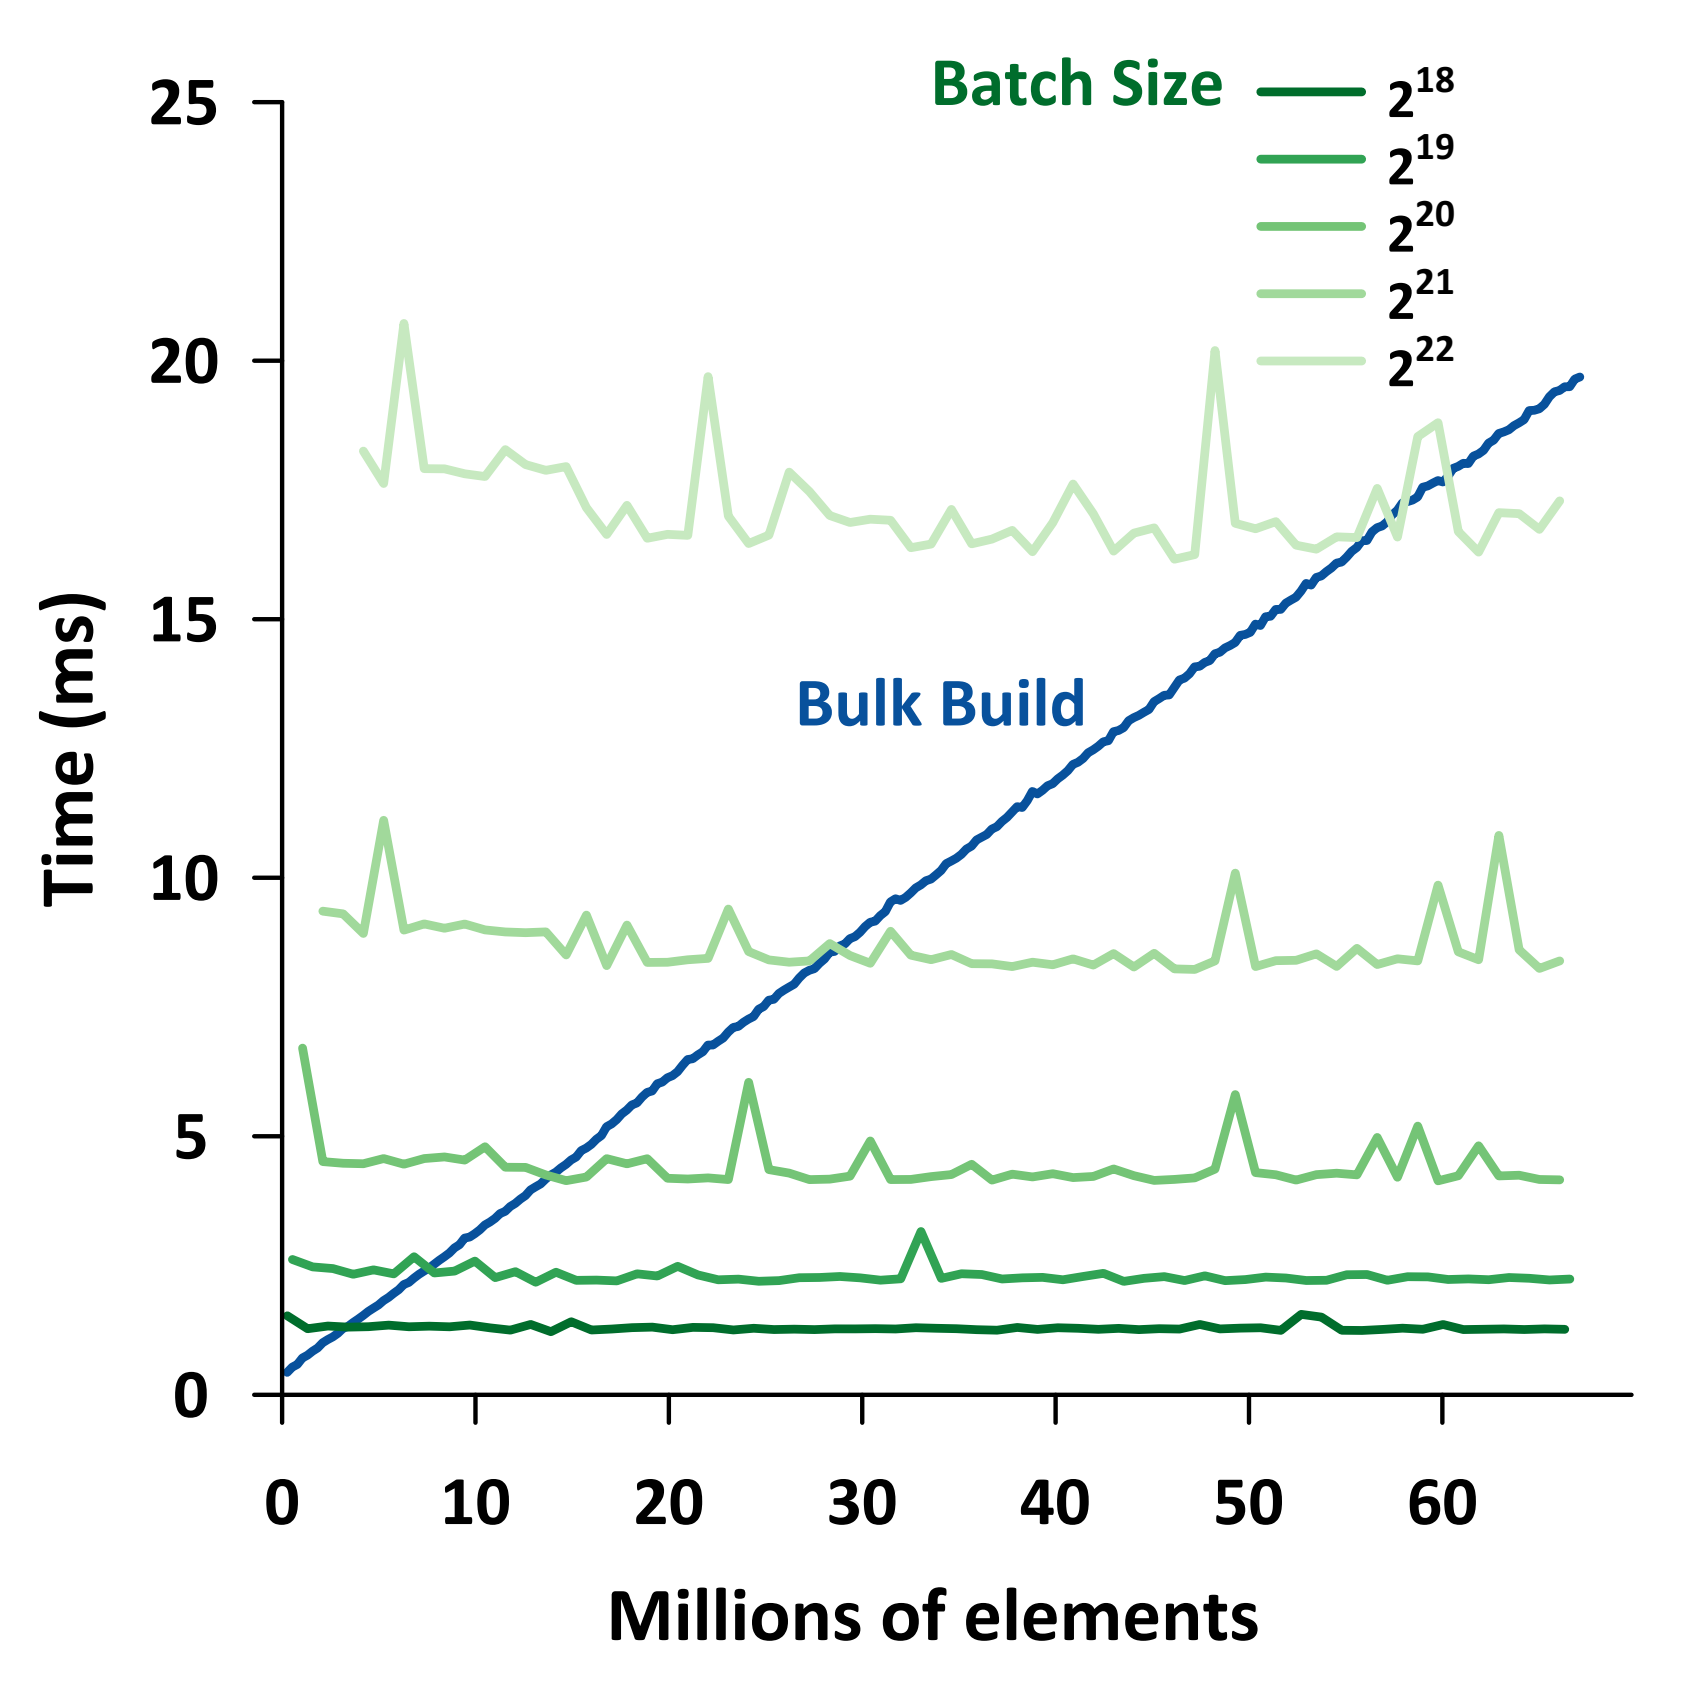 Batch Size
2^18
2^19
2^20
2^21
2^22
Bulk Build
Time (ms)
25
20
15
10
5
0
0 10 20 30 40 50 60
Millions of elements